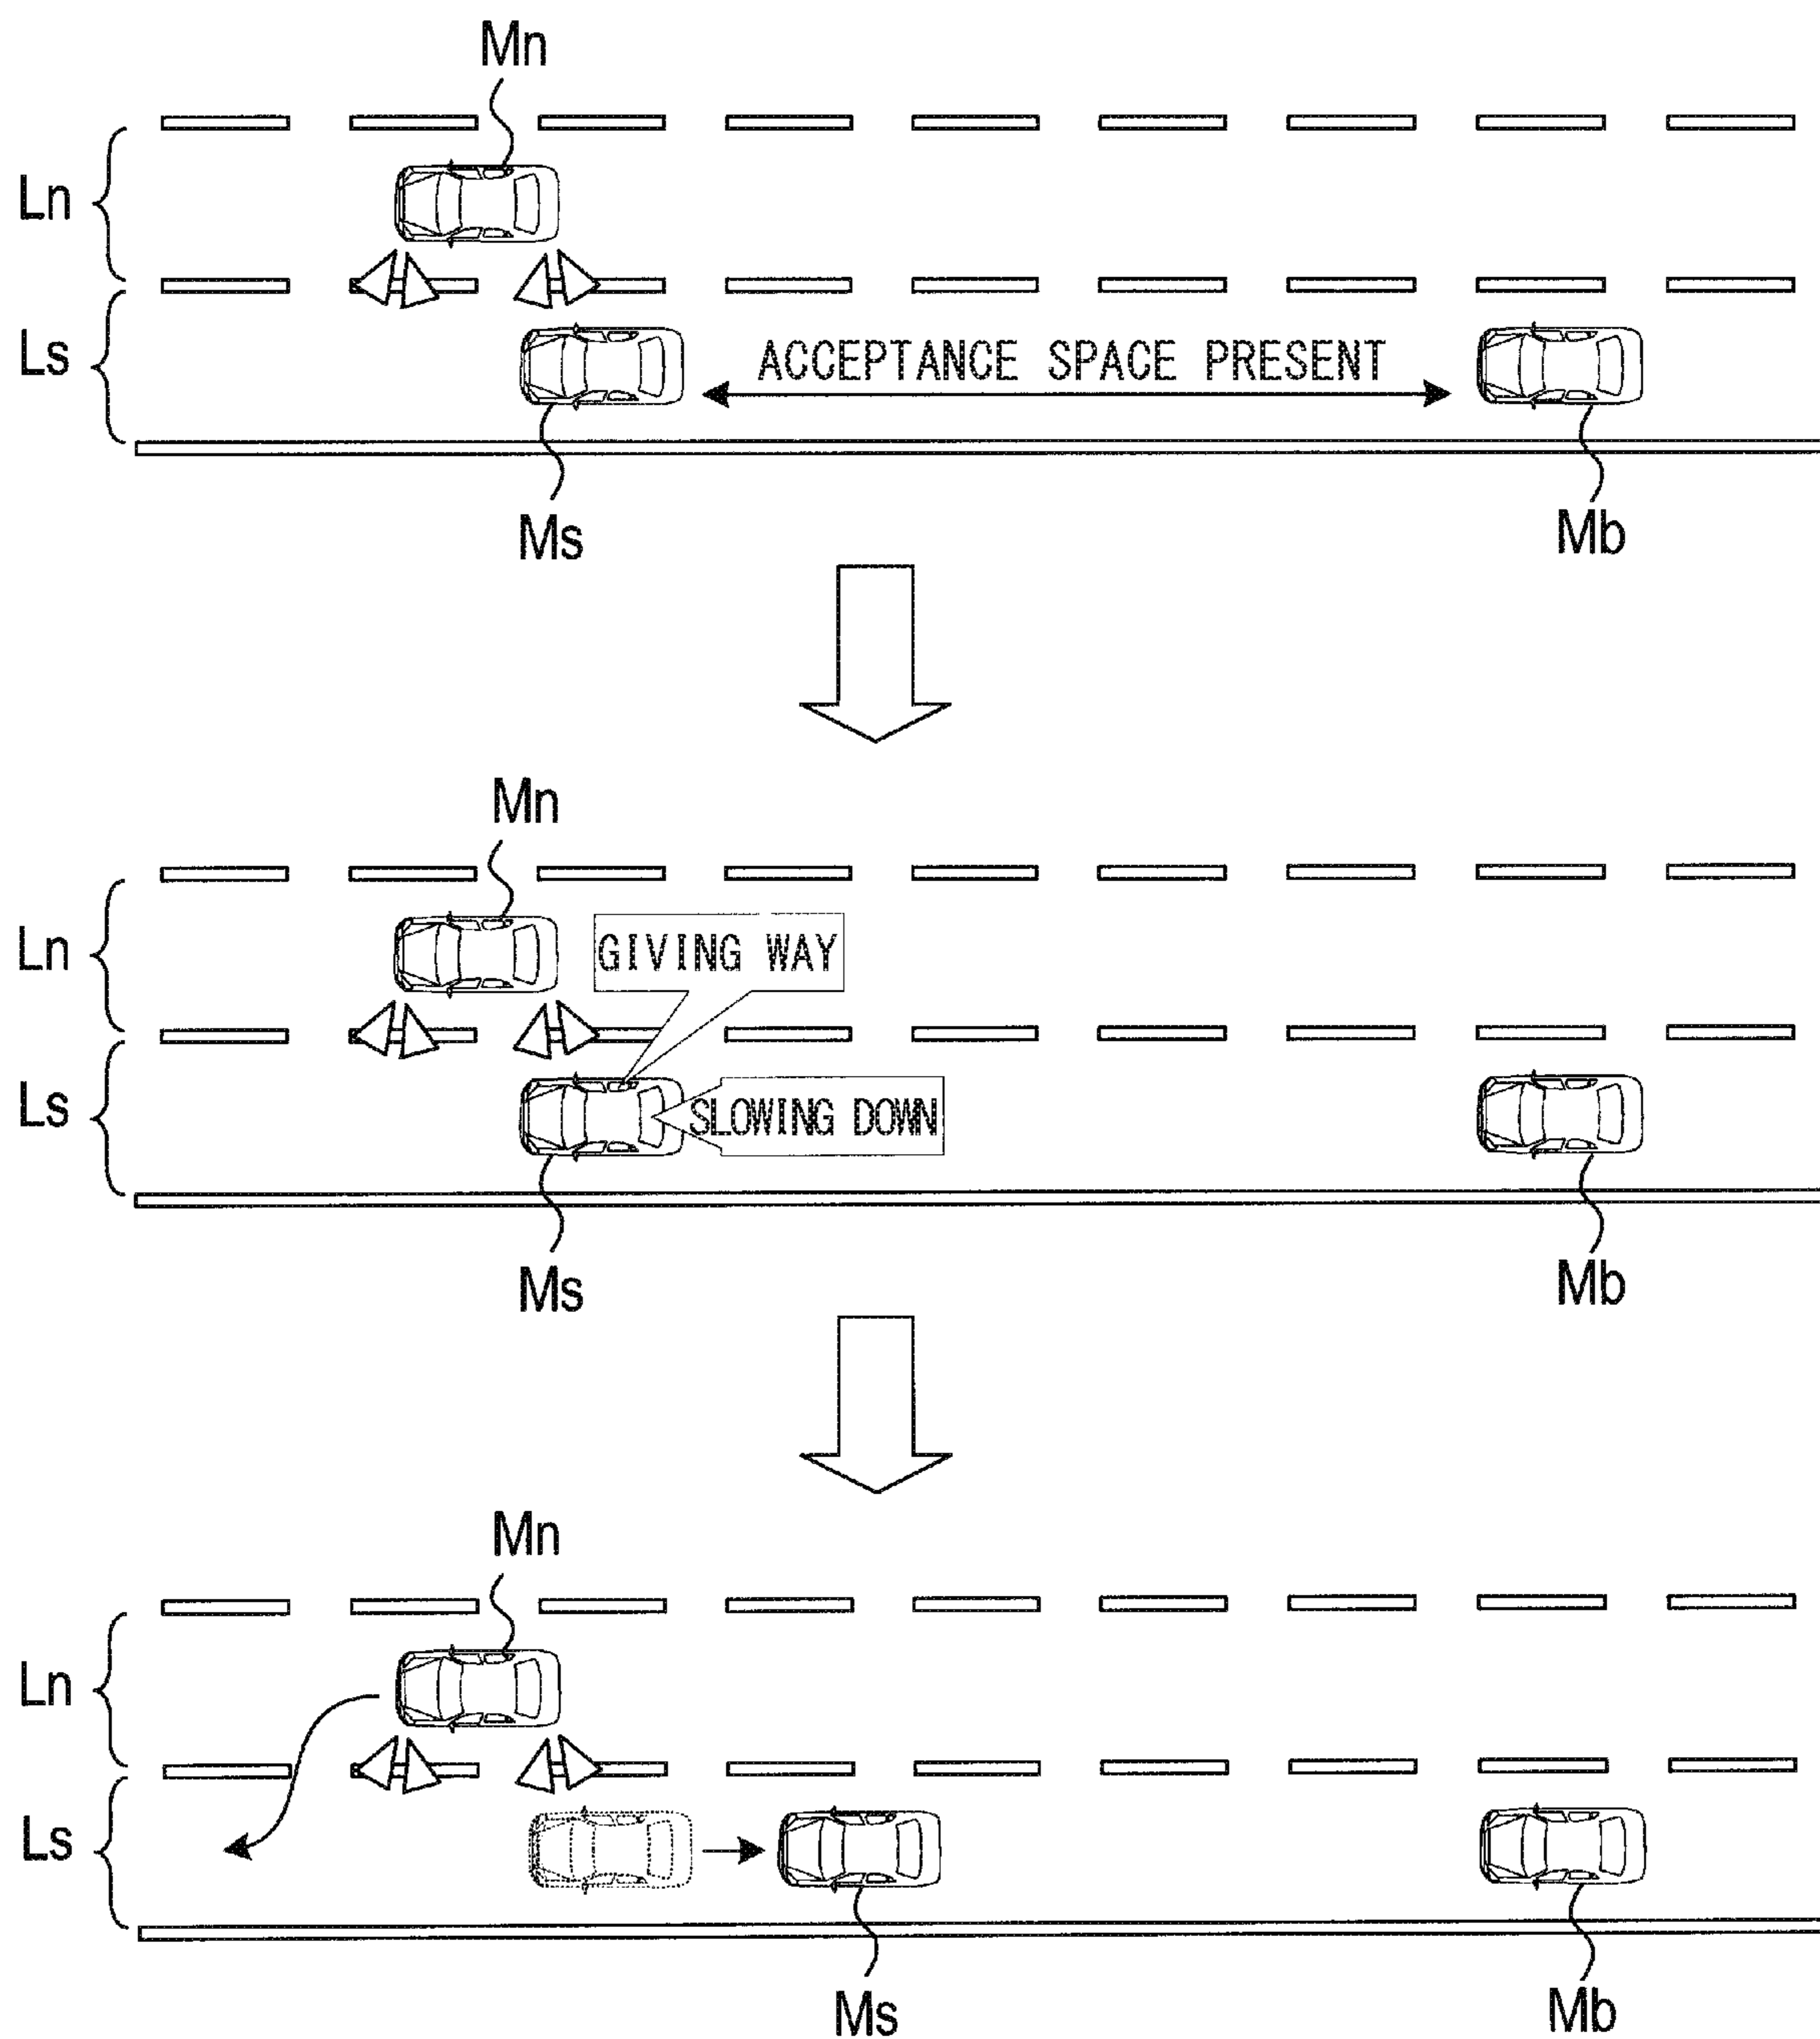 Mn
Ln
Ls
ACCEPTANCE SPACE PRESENT
Ms
Mb
Mn
Ln
GIVING WAY
Ls
SLOWING DOWN
Ms
Mb
Mn
Ln
Ls
Ms
Mb